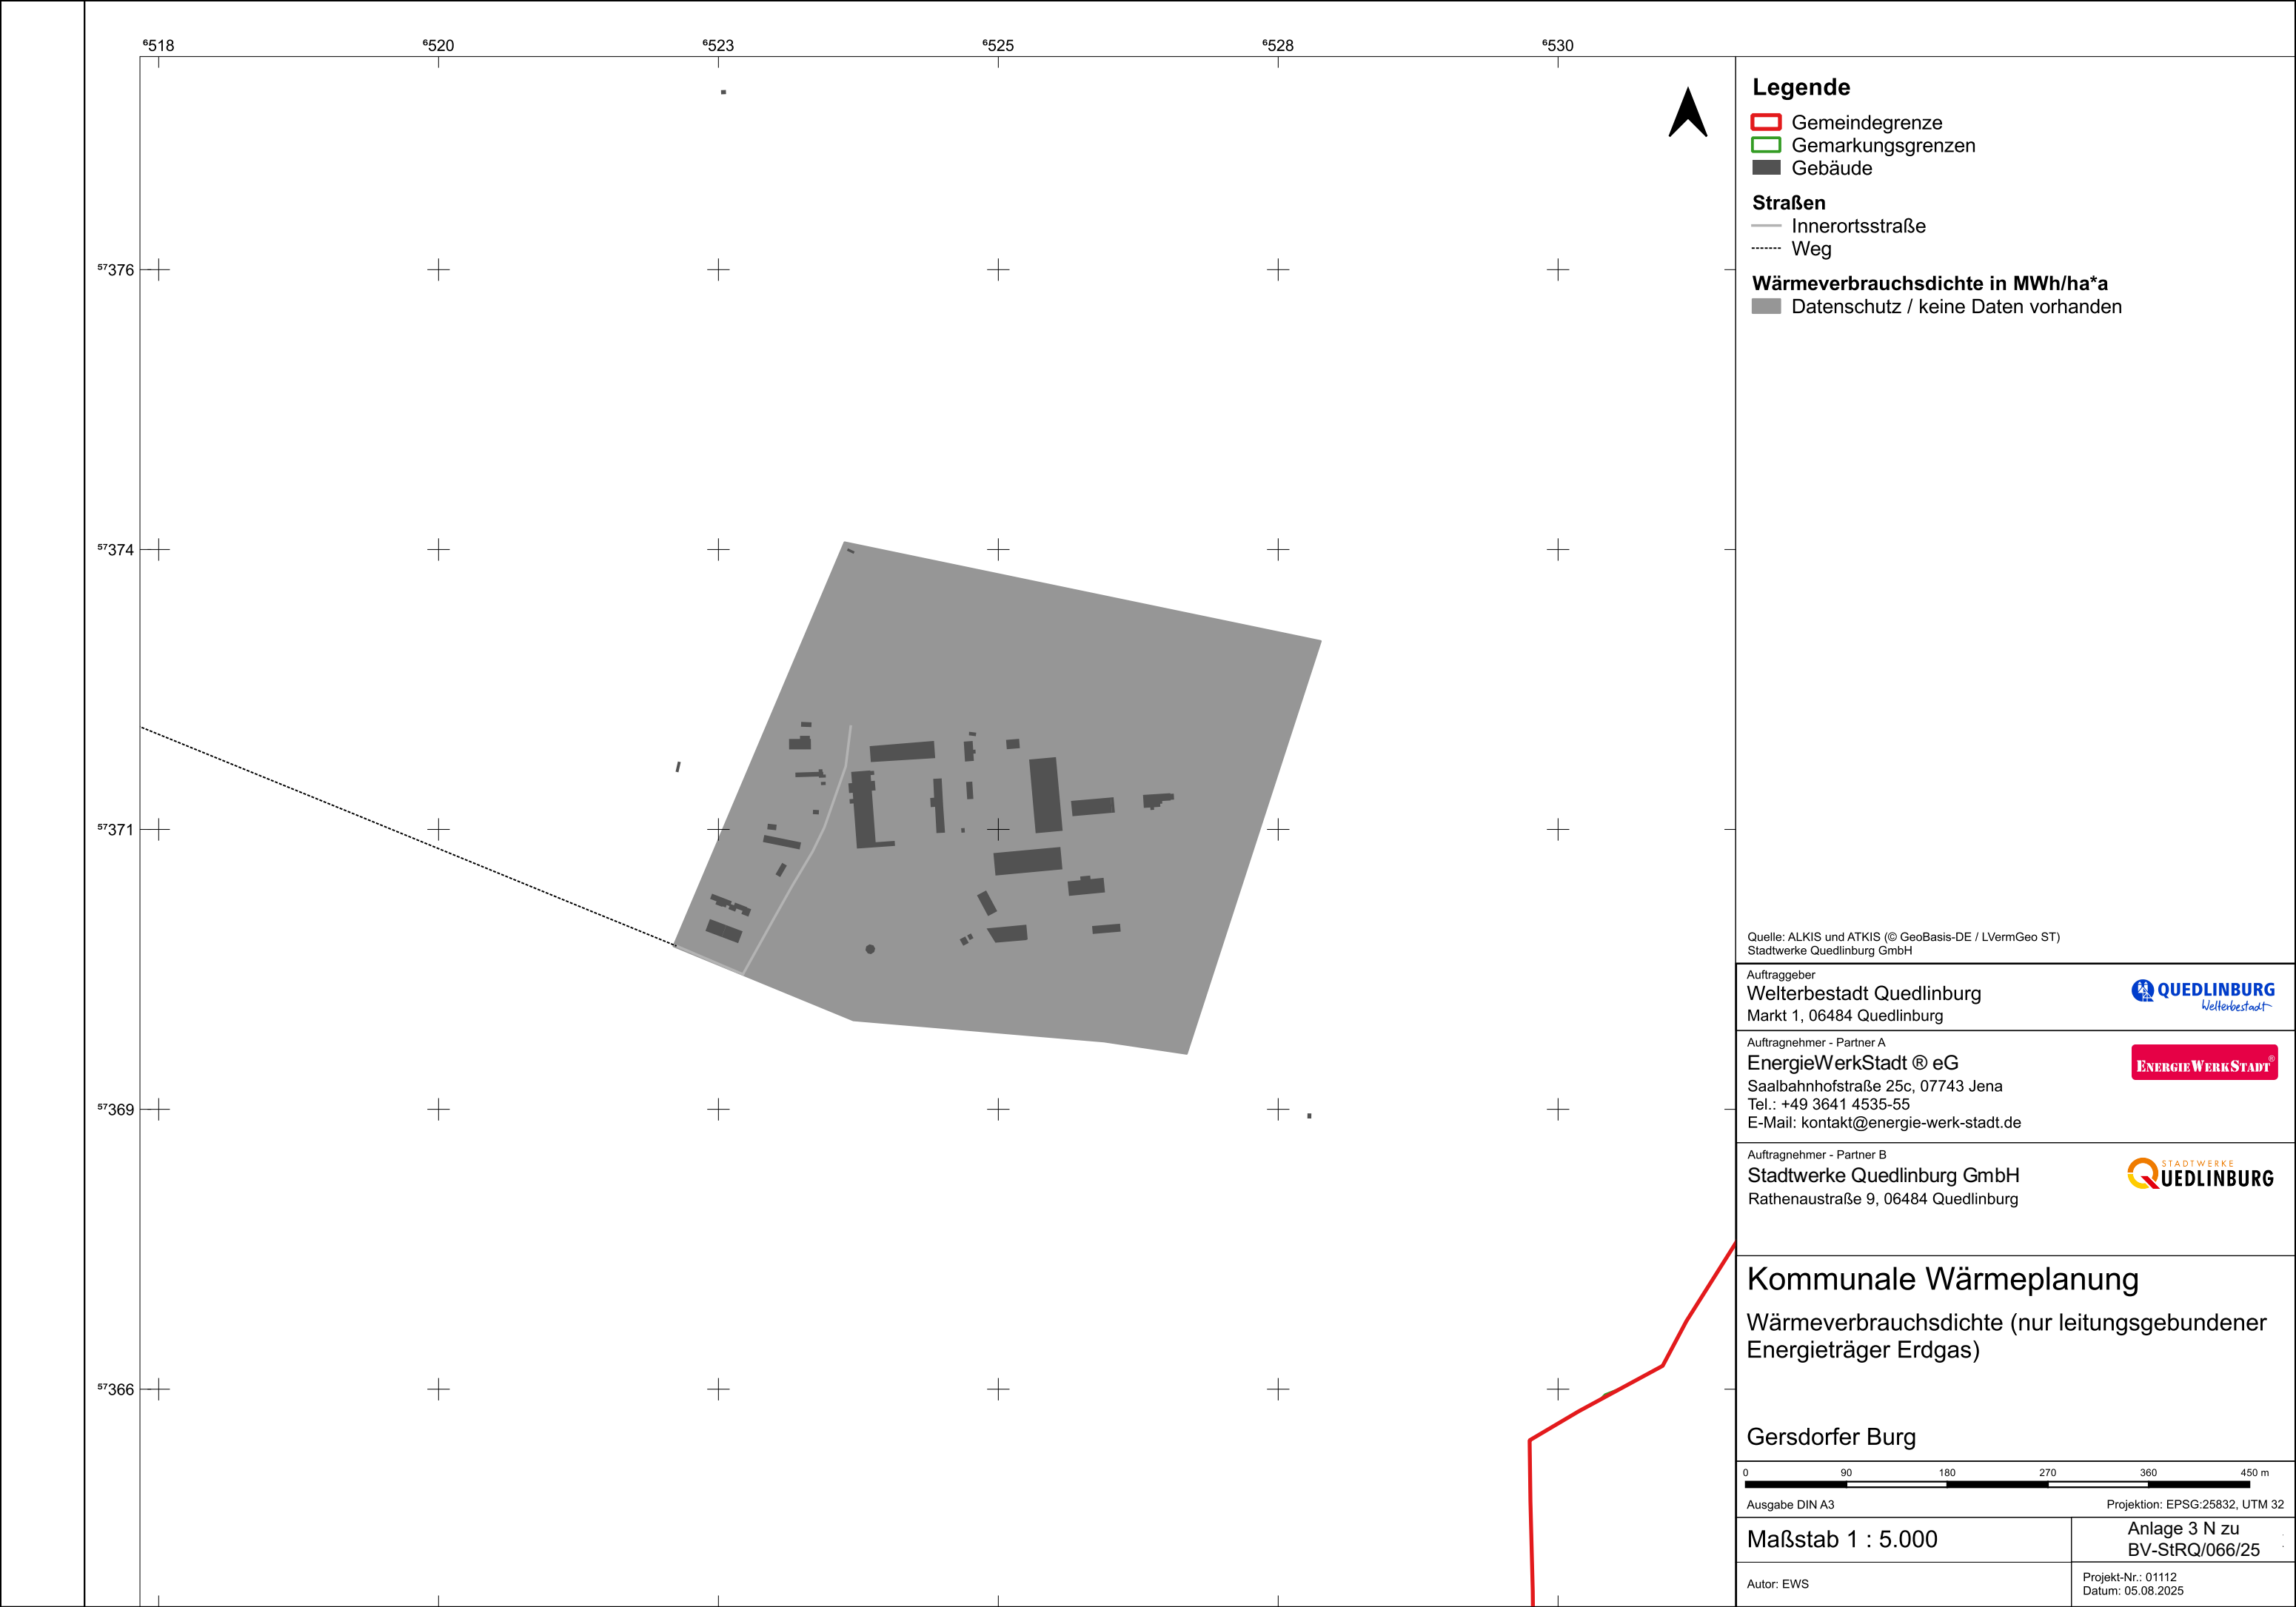 ⁶518 ⁶520 ⁶523 ⁶525 ⁶528 ⁶530
⁵⁷376
⁵⁷374
⁵⁷371
⁵⁷369
⁵⁷366
Legende
Gemeindegrenze
Gemarkungsgrenzen
Gebäude
Straßen
Innerortsstraße
Weg
Wärmeverbrauchsdichte in MWh/ha*a
Datenschutz / keine Daten vorhanden
Quelle: ALKIS und ATKIS (© GeoBasis-DE / LVermGeo ST)
Stadtwerke Quedlinburg GmbH
Auftraggeber
Welterbestadt Quedlinburg
Markt 1, 06484 Quedlinburg
QUEDLINBURG
Welterbestadt
Auftragnehmer - Partner A
EnergieWerkStadt ® eG
Saalbahnhofstraße 25c, 07743 Jena
Tel.: +49 3641 4535-55
E-Mail: kontakt@energie-werk-stadt.de
ENERGIEWERKSTADT®
Auftragnehmer - Partner B
Stadtwerke Quedlinburg GmbH
Rathenaustraße 9, 06484 Quedlinburg
STADTWERKE
QUEDLINBURG
Kommunale Wärmeplanung
Wärmeverbrauchsdichte (nur leitungsgebundener
Energieträger Erdgas)
Gersdorfer Burg
0 90 180 270 360 450 m
Ausgabe DIN A3 Projektion: EPSG:25832, UTM 32
Maßstab 1 : 5.000
Anlage 3 N zu
BV-StRQ/066/25
Autor: EWS
Projekt-Nr.: 01112
Datum: 05.08.2025